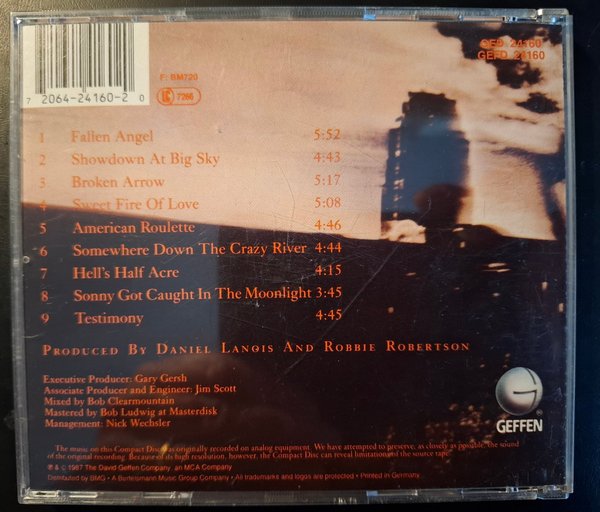 GED 24160
GEFD 24160
F: BM720
LC 7266
7 2064-24160-2 0
1 Fallen Angel 5:52
2 Showdown At Big Sky 4:43
3 Broken Arrow 5:17
4 Sweet Fire Of Love 5:08
5 American Roulette 4:46
6 Somewhere Down The Crazy River 4:44
7 Hell's Half Acre 4:15
8 Sonny Got Caught In The Moonlight 3:45
9 Testimony 4:45
PRODUCED BY DANIEL LANOIS AND ROBBIE ROBERTSON
Executive Producer: Gary Gersh
Associate Producer and Engineer: Jim Scott
Mixed by Bob Clearmountain
Mastered by Bob Ludwig at Masterdisk
Management: Nick Wechsler
G
GEFFEN
®
The music on this Compact Disc was originally recorded on analog equipment. We have attempted to preserve, as closely as possible, the sound
of the original recording. Because of its high resolution, however, the Compact Disc can reveal limitations of the source tape.
℗ & © 1987 The David Geffen Company, an MCA Company
Distributed by BMG • A Bertelsmann Music Group Company • All trademarks and logos are protected • Printed in Germany.